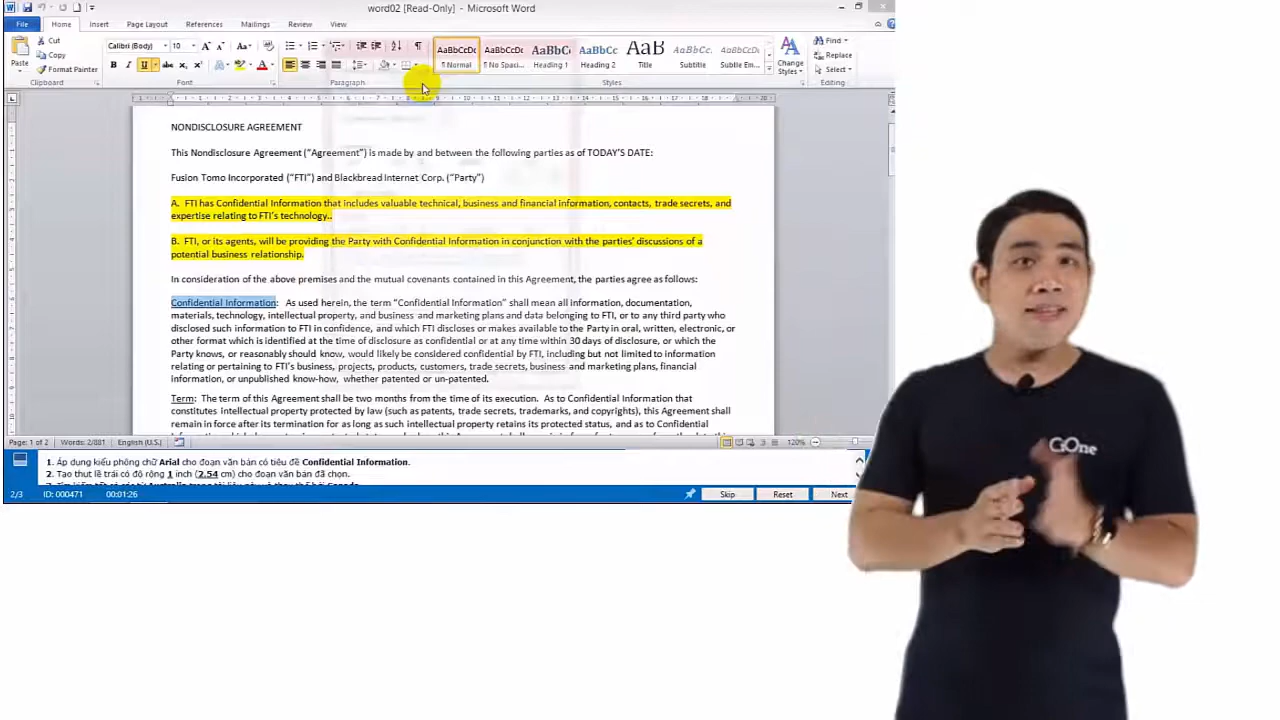 word02 [Read-Only] - Microsoft Word
File Home Insert Page Layout References Mailings Review View
Cut
Copy
Format Painter
Paste
Clipboard
Calibri (Body) 10
Font
Paragraph
AaBbCcDc AaBbCcDc AaBbC AaBbCc AaB AaBbCc. AaBbCcDc
¶ Normal ¶ No Spaci... Heading 1 Heading 2 Title Subtitle Subtle Em...
Styles
Change
Styles
Find
Replace
Select
Editing
NONDISCLOSURE AGREEMENT
This Nondisclosure Agreement (“Agreement”) is made by and between the following parties as of TODAY’S DATE:
Fusion Tomo Incorporated (“FTI”) and Blackbread Internet Corp. (“Party”)
A. FTI has Confidential Information that includes valuable technical, business and financial information, contacts, trade secrets, and
expertise relating to FTI’s technology..
B. FTI, or its agents, will be providing the Party with Confidential Information in conjunction with the parties’ discussions of a
potential business relationship.
In consideration of the above premises and the mutual covenants contained in this Agreement, the parties agree as follows:
Confidential Information: As used herein, the term “Confidential Information” shall mean all information, documentation,
materials, technology, intellectual property, and business and marketing plans and data belonging to FTI, or to any third party who
disclosed such information to FTI in confidence, and which FTI discloses or makes available to the Party in oral, written, electronic, or
other format which is identified at the time of disclosure as confidential or at any time within 30 days of disclosure, or which the
Party knows, or reasonably should know, would likely be considered confidential by FTI, including but not limited to information
relating or pertaining to FTI’s business, projects, products, customers, trade secrets, business and marketing plans, financial
information, or unpublished know-how, whether patented or un-patented.
Term: The term of this Agreement shall be two months from the time of its execution. As to Confidential Information that
constitutes intellectual property protected by law (such as patents, trade secrets, trademarks, and copyrights), this Agreement shall
remain in force after its termination for as long as such intellectual property retains its protected status, and as to Confidential
Page: 1 of 2 Words: 2/881 English (U.S.) 120%
1. Áp dụng kiểu phông chữ Arial cho đoạn văn bản có tiêu đề Confidential Information.
2. Tạo thụt lề trái có độ rộng 1 inch (2.54 cm) cho đoạn văn bản đã chọn.
2/3 ID: 000471 00:01:26 Skip Reset Next
GOne